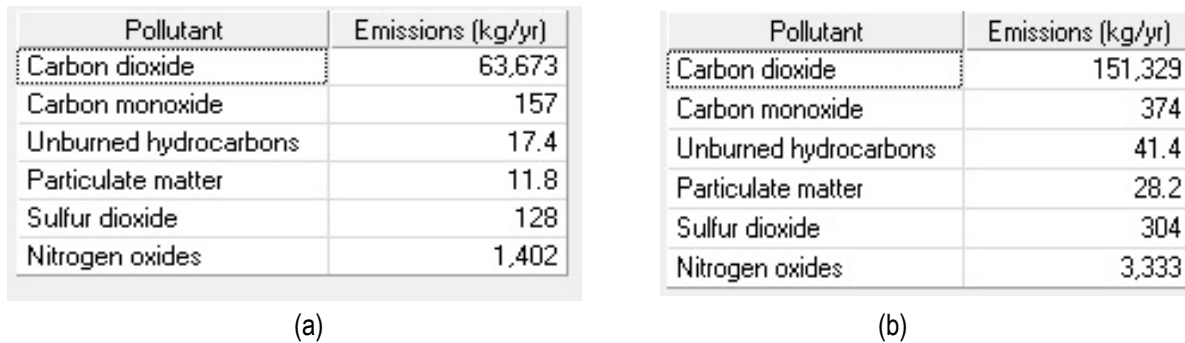 Pollutant Emissions (kg/yr)
Carbon dioxide 63,673
Carbon monoxide 157
Unburned hydrocarbons 17.4
Particulate matter 11.8
Sulfur dioxide 128
Nitrogen oxides 1,402
(a)
Pollutant Emissions (kg/yr)
Carbon dioxide 151,329
Carbon monoxide 374
Unburned hydrocarbons 41.4
Particulate matter 28.2
Sulfur dioxide 304
Nitrogen oxides 3,333
(b)